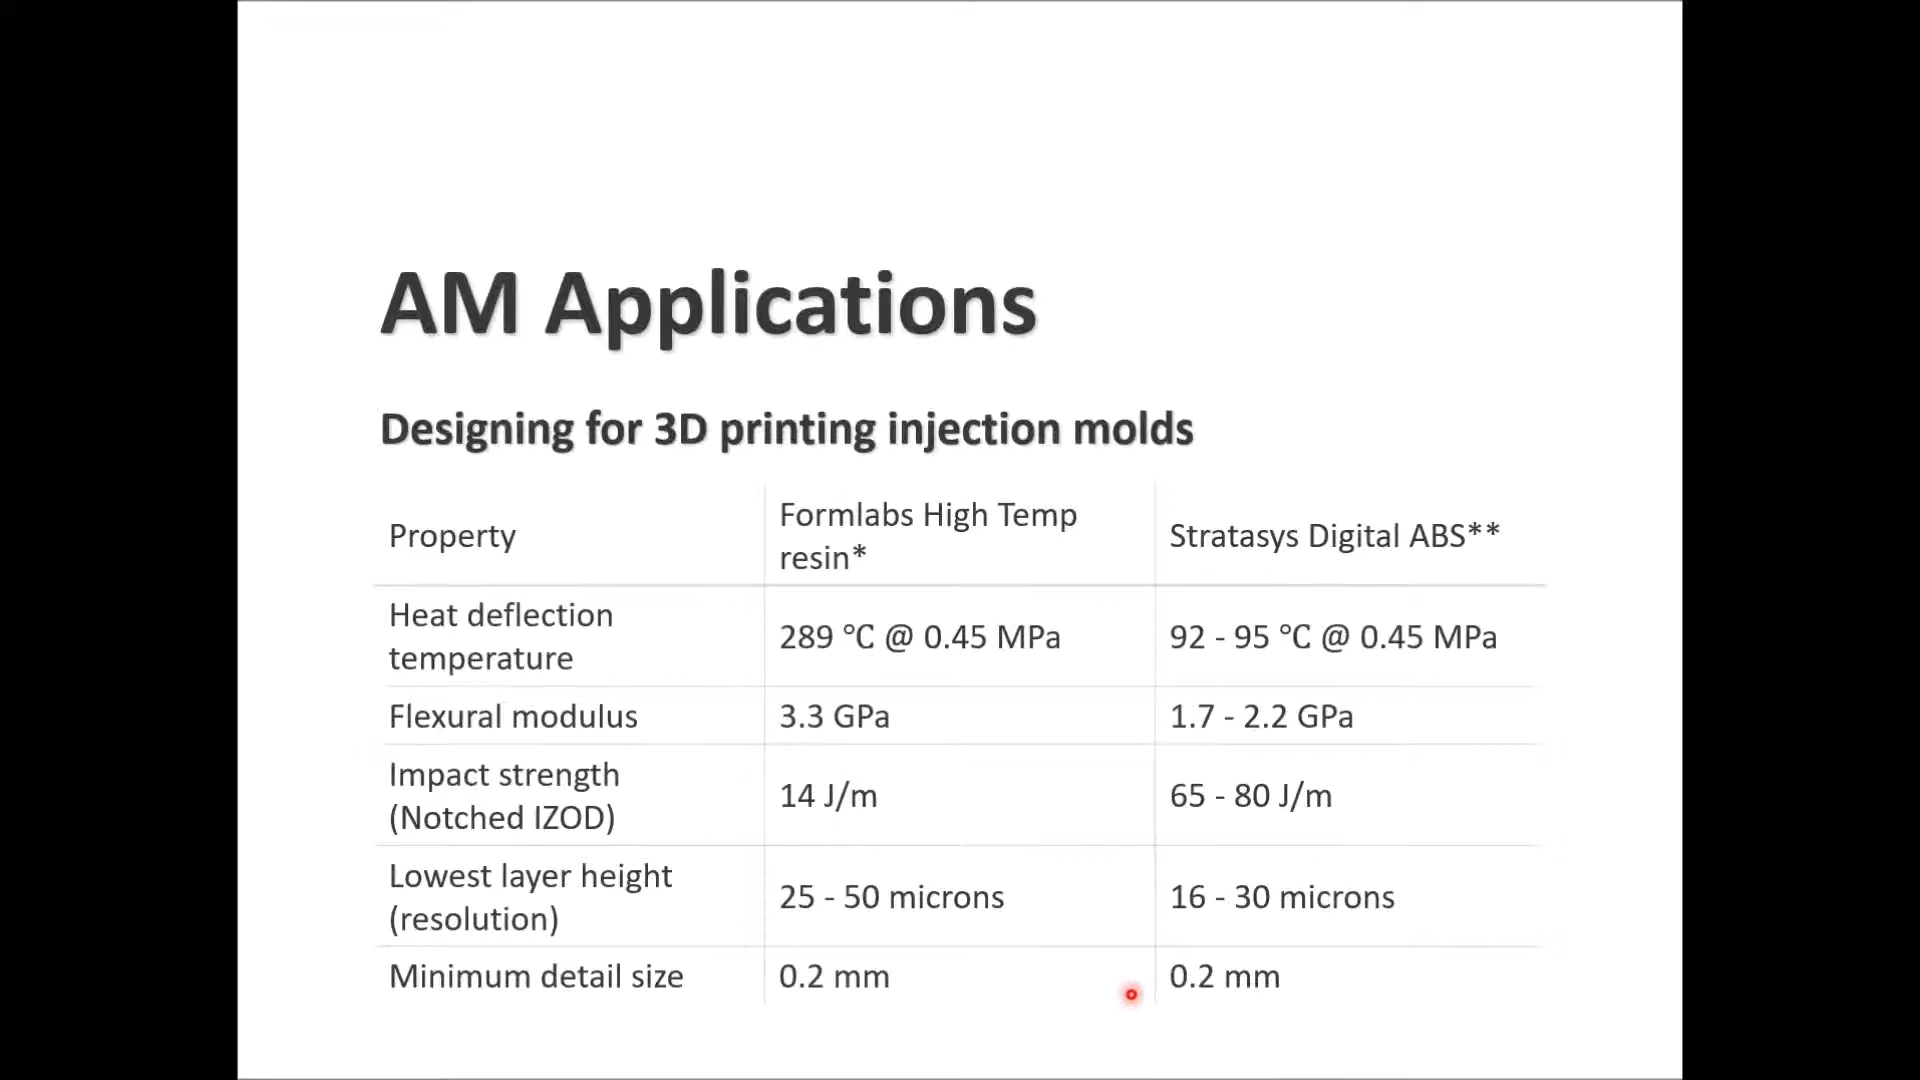 AM Applications
Designing for 3D printing injection molds
Property
Formlabs High Temp
resin*
Stratasys Digital ABS**
Heat deflection
temperature
289 ℃ @ 0.45 MPa
92 - 95 ℃ @ 0.45 MPa
Flexural modulus
3.3 GPa
1.7 - 2.2 GPa
Impact strength
(Notched IZOD)
14 J/m
65 - 80 J/m
Lowest layer height
(resolution)
25 - 50 microns
16 - 30 microns
Minimum detail size
0.2 mm
0.2 mm